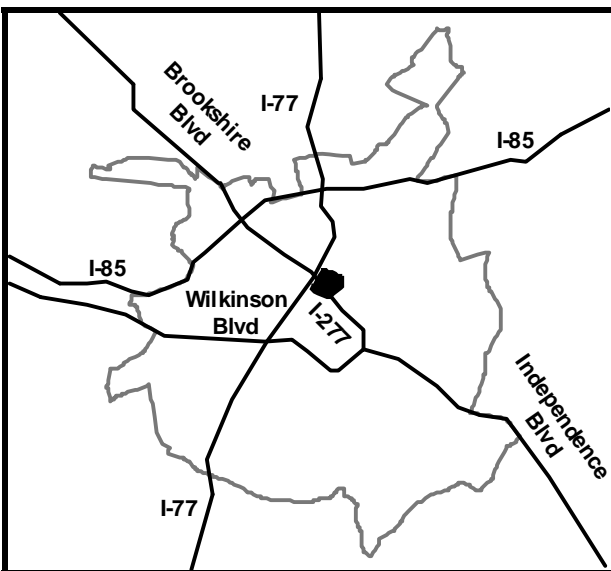 Brookshire
Blvd
I-77
I-85
I-85
Wilkinson
Blvd
I-277
Independence
Blvd
I-77